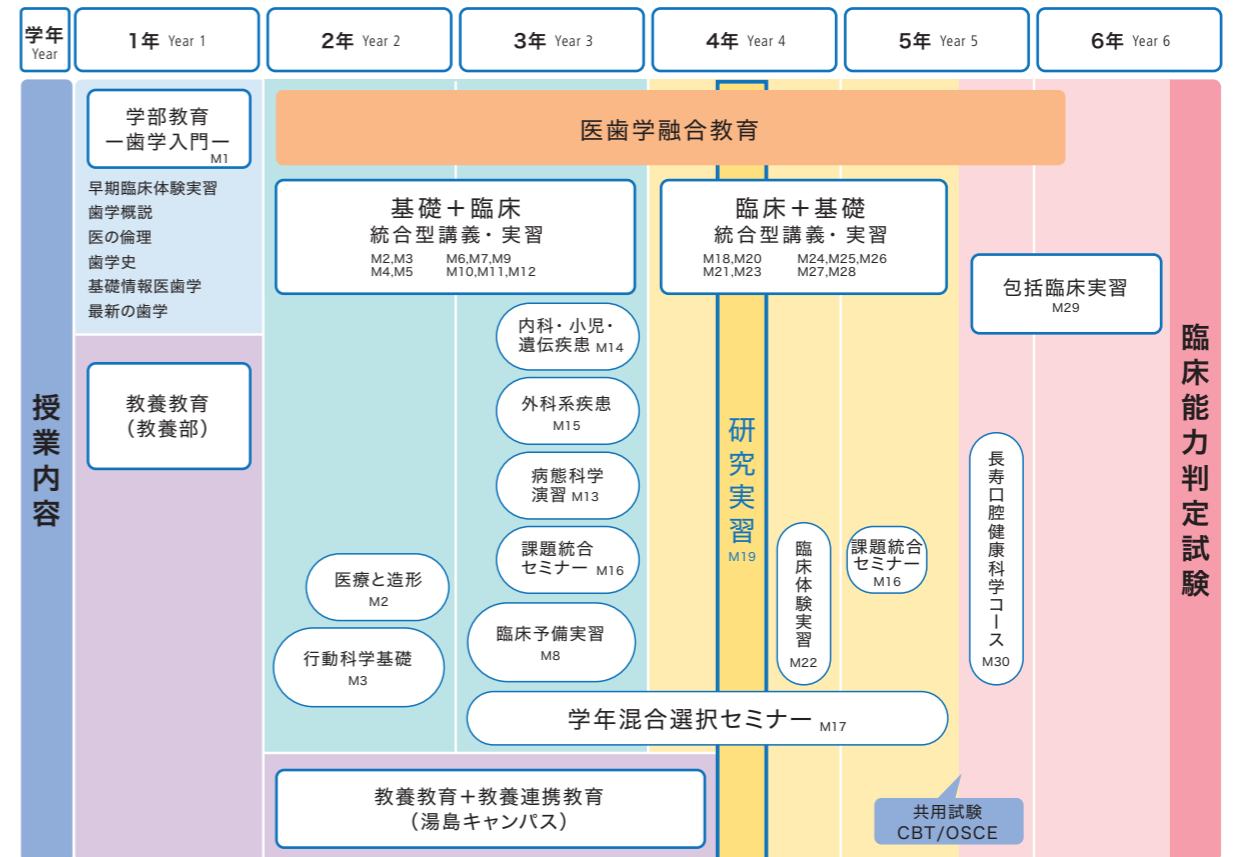 学年
Year
1年 Year 1
2年 Year 2
3年 Year 3
4年 Year 4
5年 Year 5
6年 Year 6
授業内容
学部教育
—歯学入門—
M1
早期臨床体験実習
歯学概説
医の倫理
歯学史
基礎情報医歯学
最新の歯学
教養教育
（教養部）
医歯学融合教育
基礎＋臨床
統合型講義・実習
M2,M3 M6,M7,M9
M4,M5 M10,M11,M12
臨床＋基礎
統合型講義・実習
M18,M20 M24,M25,M26
M21,M23 M27,M28
包括臨床実習
M29
内科・小児・
遺伝疾患 M14
外科系疾患
M15
病態科学
演習 M13
課題統合
セミナー M16
医療と造形
M2
臨床予備実習
M8
行動科学基礎
M3
研究実習
M19
臨床体験実習
M22
課題統合
セミナー
M16
長寿口腔健康科学コース
M30
学年混合選択セミナー M17
教養教育＋教養連携教育
（湯島キャンパス）
共用試験
CBT/OSCE
臨床能力判定試験